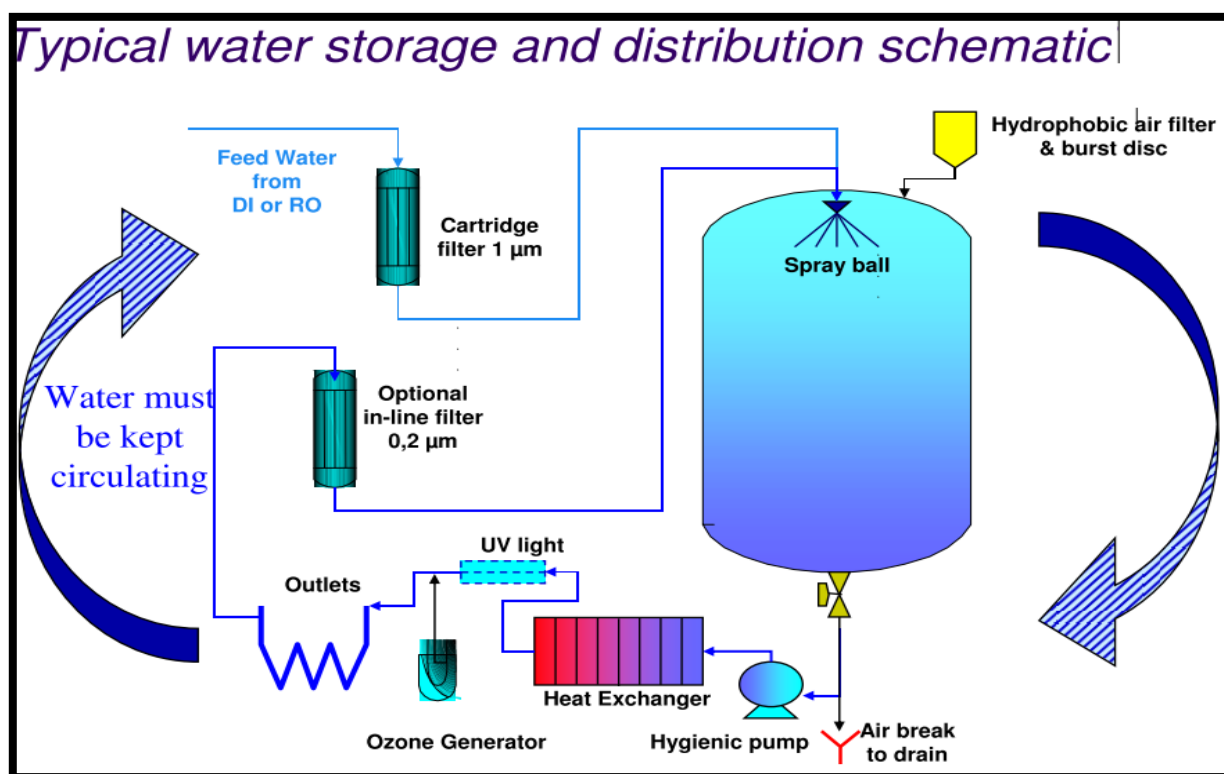 Typical water storage and distribution schematic
Hydrophobic air filter
& burst disc
Feed Water
from
DI or RO
Cartridge
filter 1 µm
Spray ball
Water must
be kept
circulating
Optional
in-line filter
0,2 µm
UV light
Outlets
Heat Exchanger
Ozone Generator
Hygienic pump
Air break
to drain